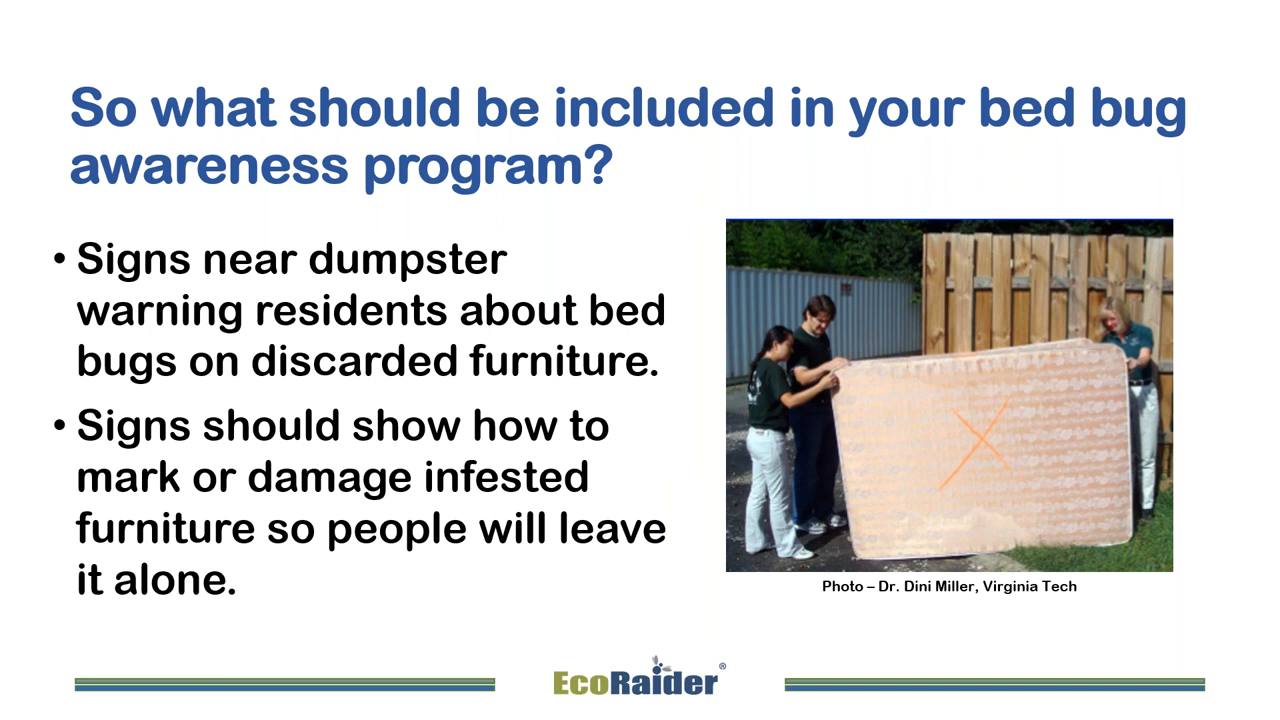 So what should be included in your bed bug
awareness program?
• Signs near dumpster
warning residents about bed
bugs on discarded furniture.
• Signs should show how to
mark or damage infested
furniture so people will leave
it alone.
Photo – Dr. Dini Miller, Virginia Tech
EcoRaider®